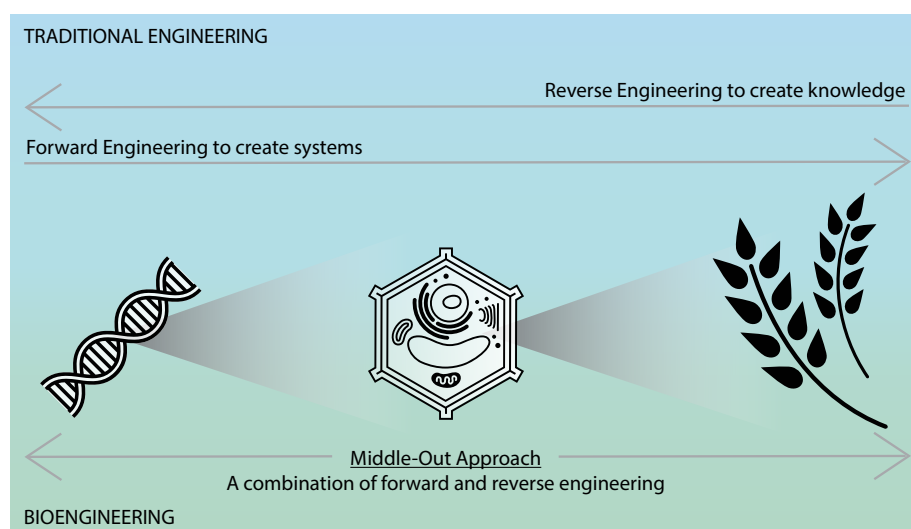 TRADITIONAL ENGINEERING
Reverse Engineering to create knowledge
Forward Engineering to create systems
Middle-Out Approach
A combination of forward and reverse engineering
BIOENGINEERING